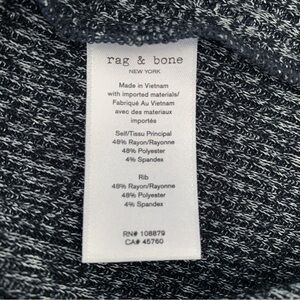 rag & bone
NEW YORK
Made in Vietnam
with imported materials/
Fabriqué Au Vietnam
avec des materiaux
importés
Self/Tissu Principal
48% Rayon/Rayonne
48% Polyester
4% Spandex
Rib
48% Rayon/Rayonne
48% Polyester
4% Spandex
RN# 108879
CA# 45760